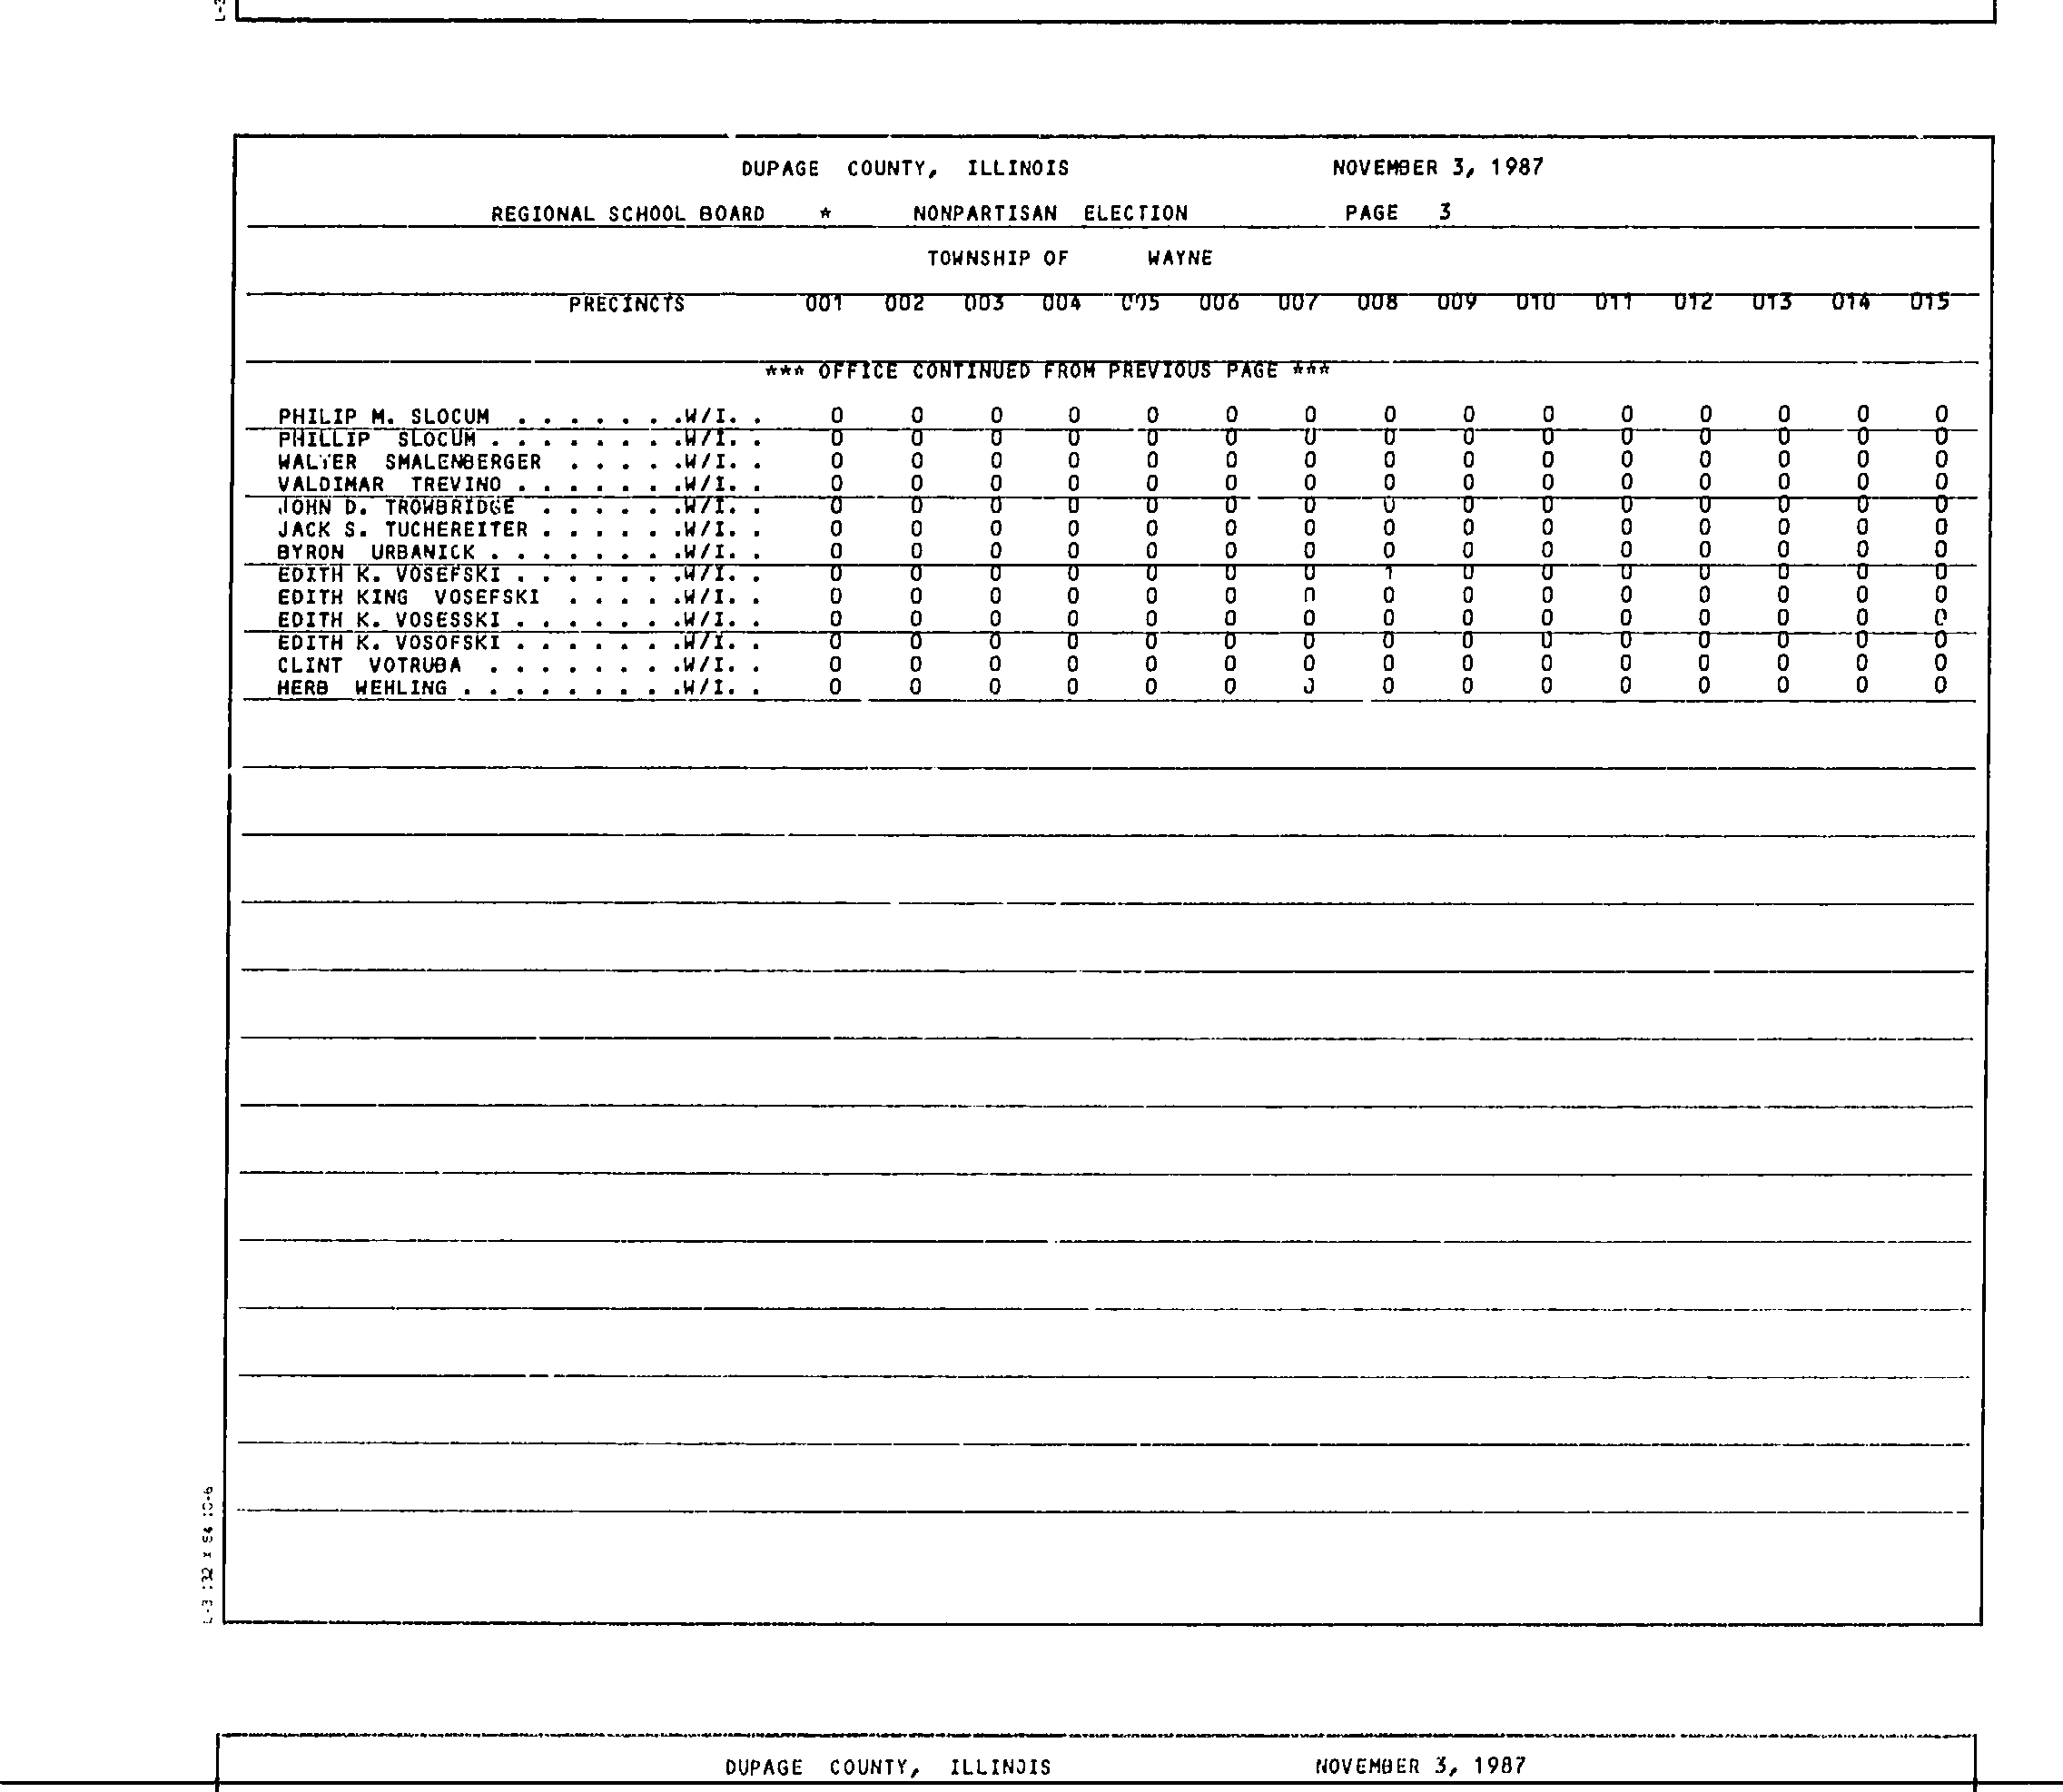 DUPAGE COUNTY, ILLINOIS NOVEMBER 3, 1987
REGIONAL SCHOOL BOARD * NONPARTISAN ELECTION PAGE 3
TOWNSHIP OF WAYNE
PRECINCTS 001 002 003 004 005 006 007 008 009 010 011 012 013 014 015
*** OFFICE CONTINUED FROM PREVIOUS PAGE ***
PHILIP M. SLOCUM . . . . . . .W/I. . 0 0 0 0 0 0 0 0 0 0 0 0 0 0 0
PHILLIP SLOCUM . . . . . . . .W/I. . 0 0 0 0 0 0 0 0 0 0 0 0 0 0 0
WALTER SMALENBERGER . . . . .W/I. . 0 0 0 0 0 0 0 0 0 0 0 0 0 0 0
VALDIMAR TREVINO . . . . . . .W/I. . 0 0 0 0 0 0 0 0 0 0 0 0 0 0 0
JOHN D. TROWBRIDGE . . . . . .W/I. . 0 0 0 0 0 0 0 0 0 0 0 0 0 0 0
JACK S. TUCHEREITER . . . . . .W/I. . 0 0 0 0 0 0 0 0 0 0 0 0 0 0 0
BYRON URBANICK . . . . . . . .W/I. . 0 0 0 0 0 0 0 0 0 0 0 0 0 0 0
EDITH K. VOSEFSKI . . . . . . .W/I. . 0 0 0 0 0 0 0 1 0 0 0 0 0 0 0
EDITH KING VOSEFSKI . . . . .W/I. . 0 0 0 0 0 0 0 0 0 0 0 0 0 0 0
EDITH K. VOSESSKI . . . . . . .W/I. . 0 0 0 0 0 0 0 0 0 0 0 0 0 0 0
EDITH K. VOSOFSKI . . . . . . .W/I. . 0 0 0 0 0 0 0 0 0 0 0 0 0 0 0
CLINT VOTRUBA . . . . . . . .W/I. . 0 0 0 0 0 0 0 0 0 0 0 0 0 0 0
HERB WEHLING . . . . . . . . .W/I. . 0 0 0 0 0 0 0 0 0 0 0 0 0 0 0
DUPAGE COUNTY, ILLINOIS NOVEMBER 3, 1987